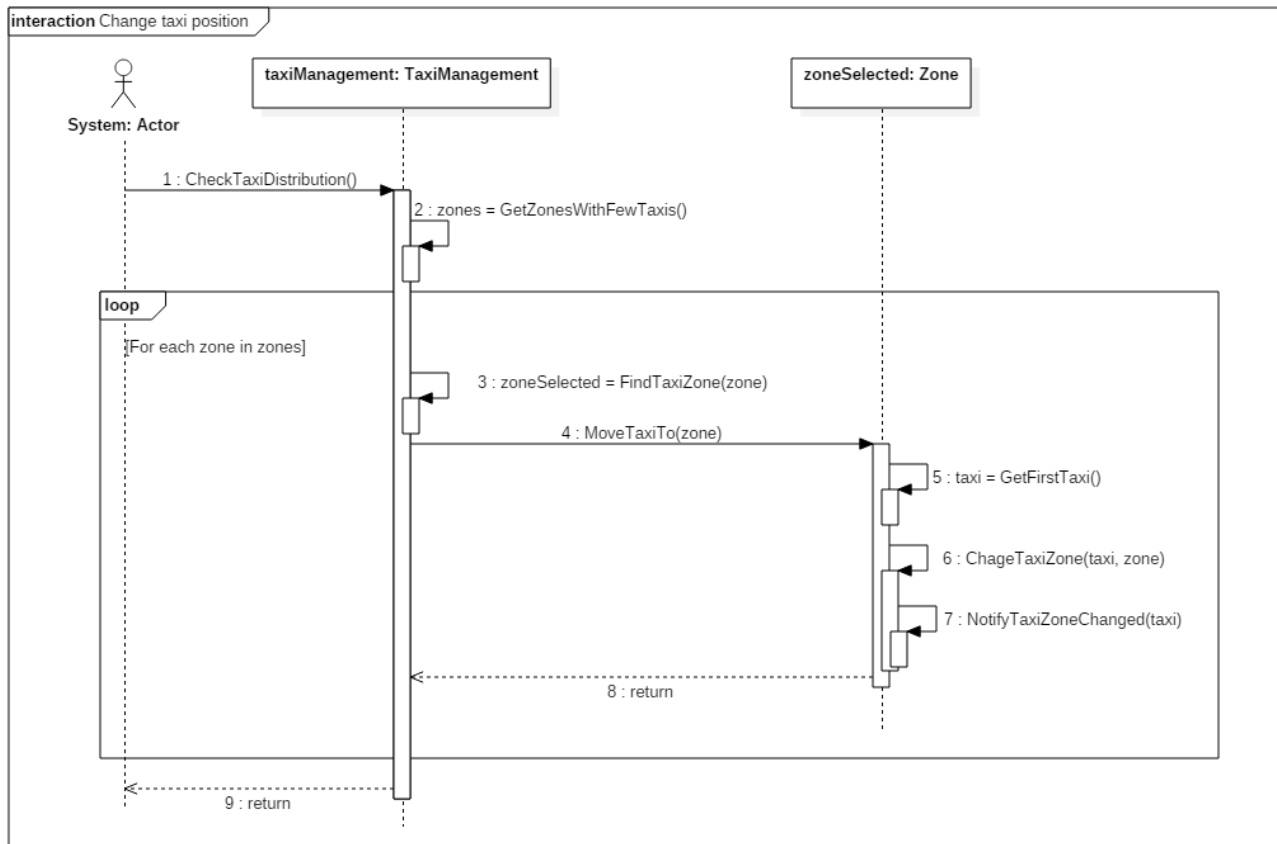 interaction Change taxi position
taxiManagement: TaxiManagement
zoneSelected: Zone
System: Actor
1 : CheckTaxiDistribution()
2 : zones = GetZonesWithFewTaxis()
loop
[For each zone in zones]
3 : zoneSelected = FindTaxiZone(zone)
4 : MoveTaxiTo(zone)
5 : taxi = GetFirstTaxi()
6 : ChageTaxiZone(taxi, zone)
7 : NotifyTaxiZoneChanged(taxi)
8 : return
9 : return